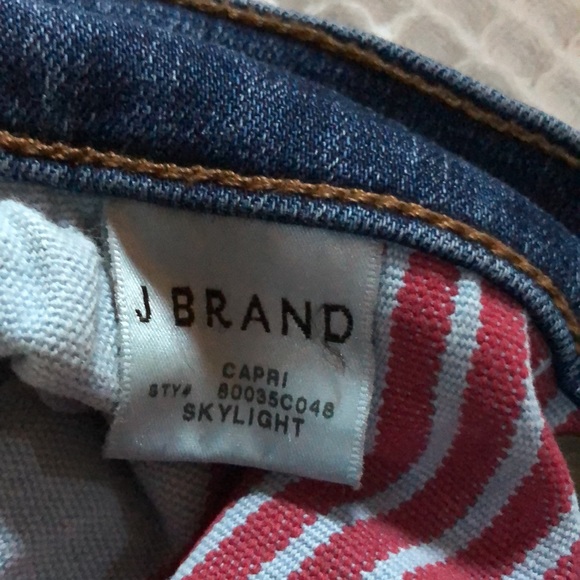 J BRAND
CAPRI
STY# 80035C048
SKYLIGHT